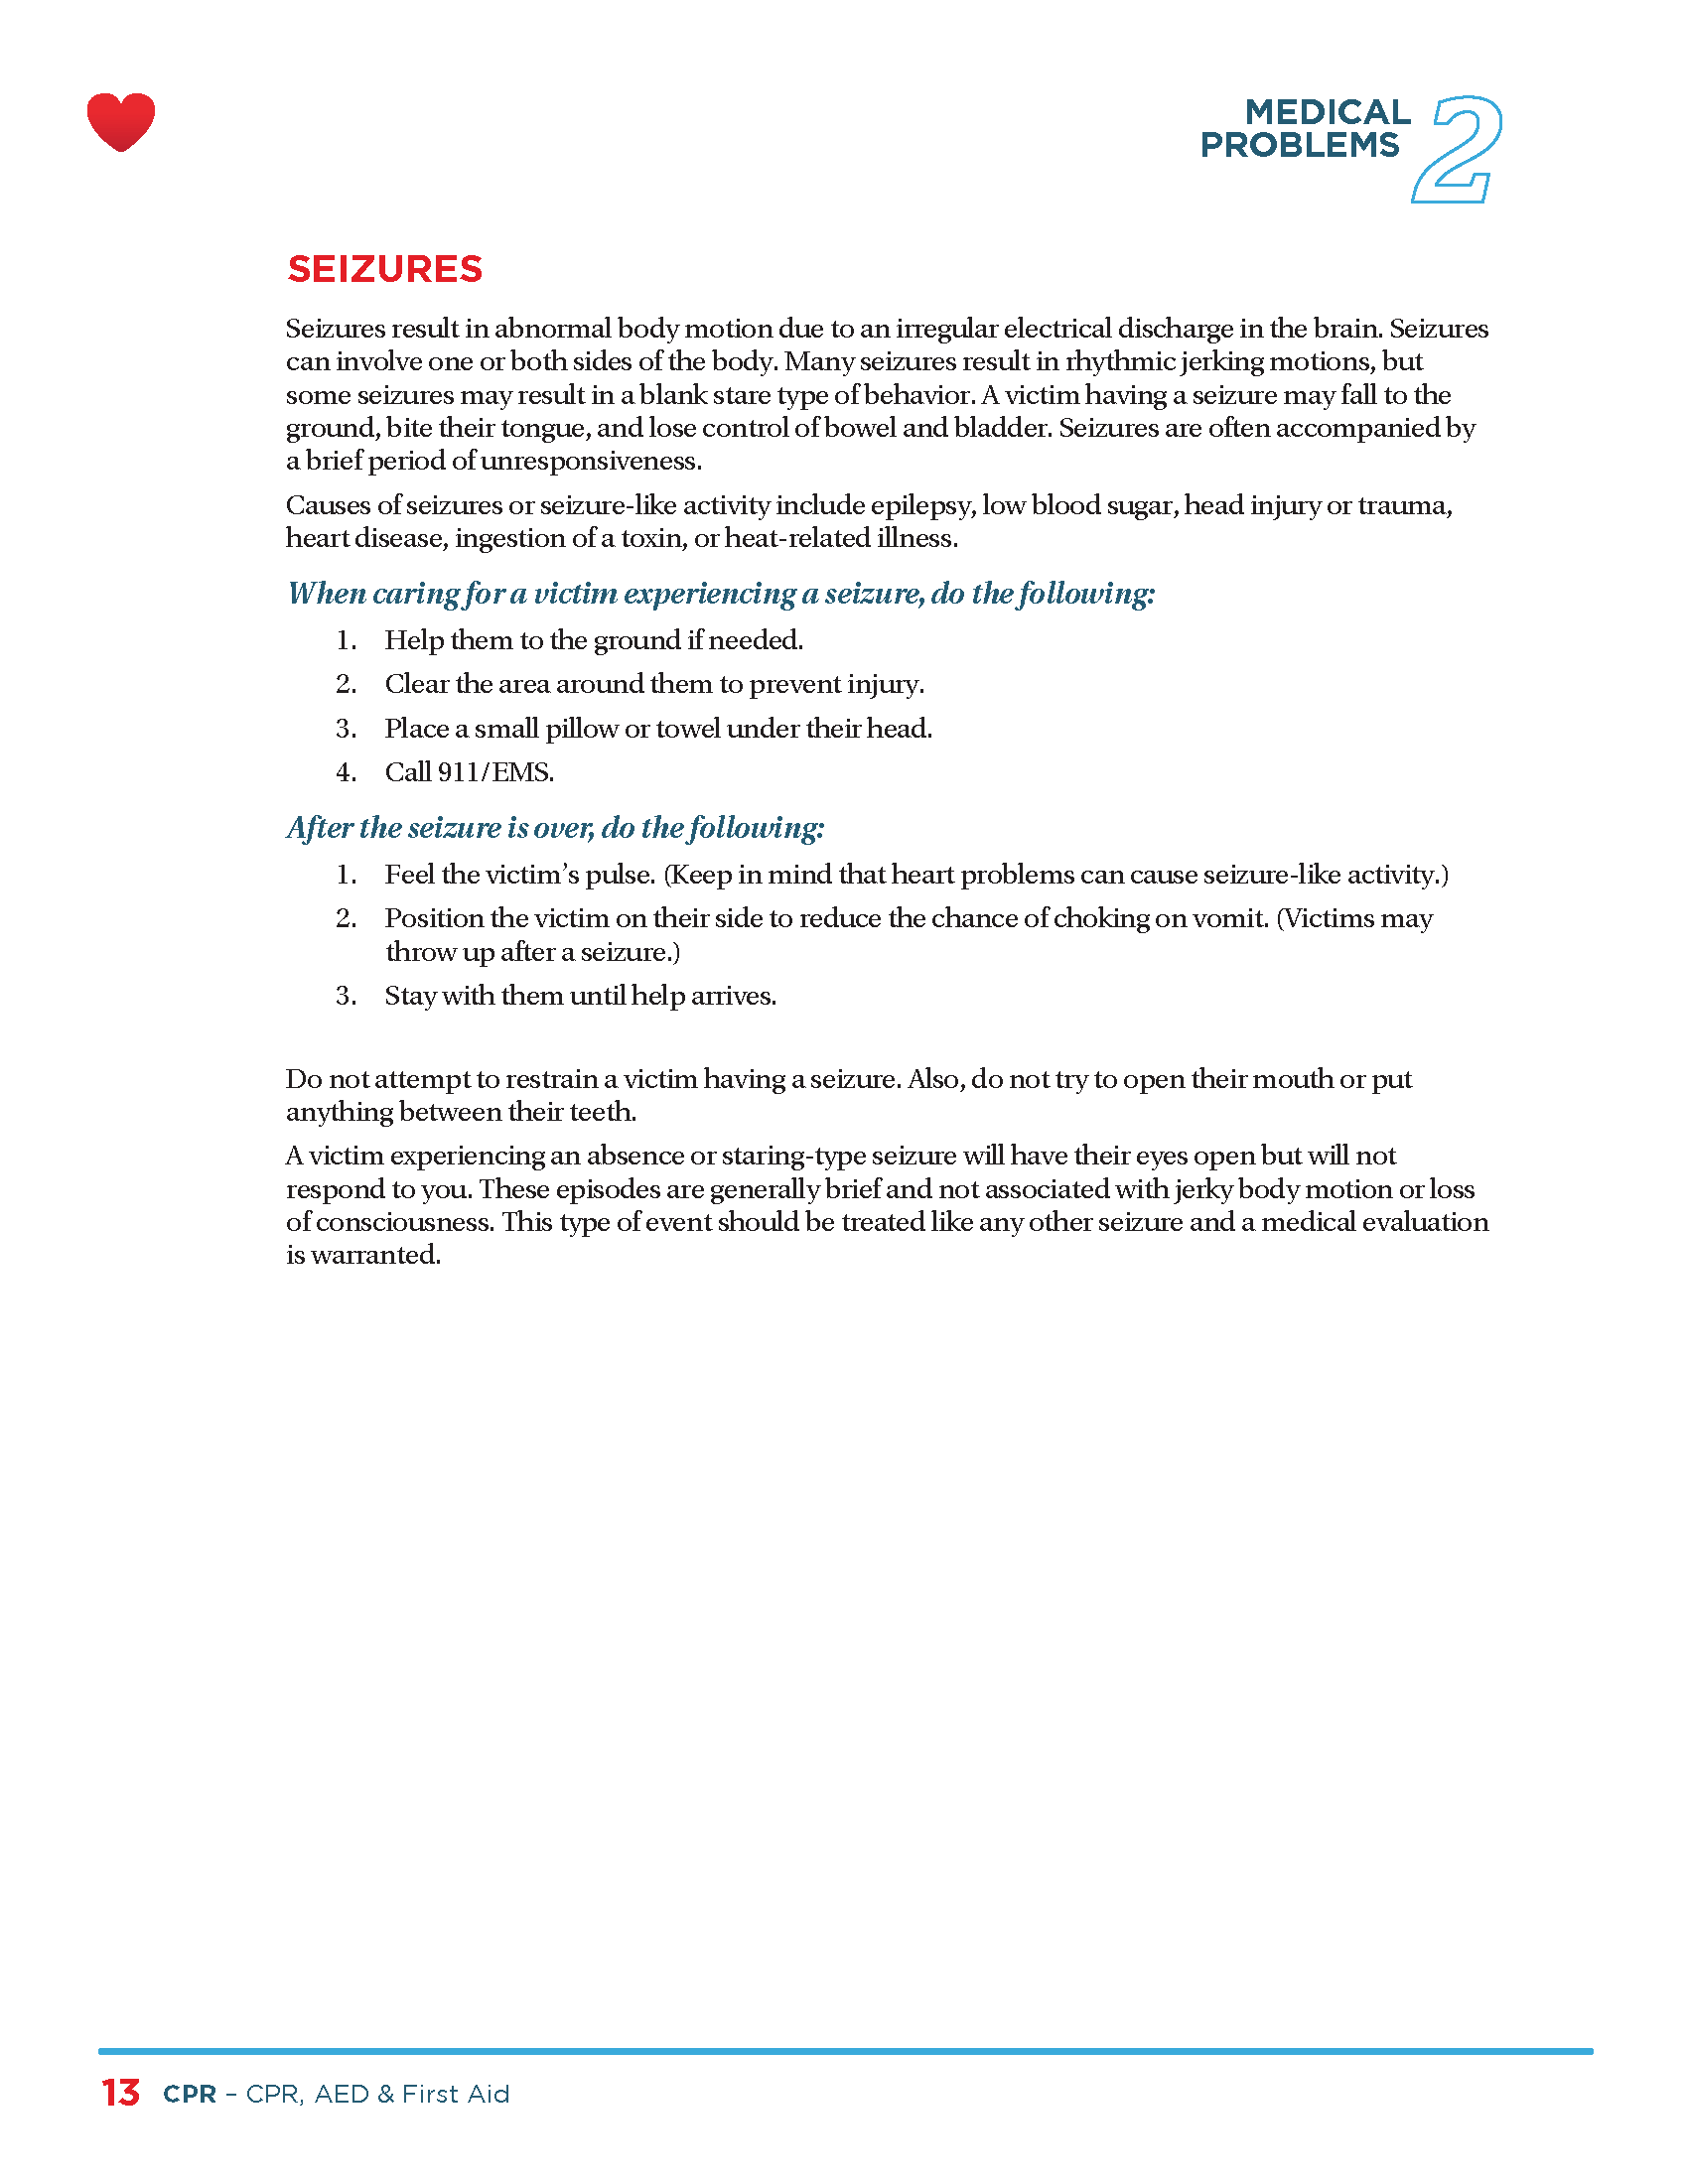 MEDICAL
PROBLEMS 2
SEIZURES
Seizures result in abnormal body motion due to an irregular electrical discharge in the brain. Seizures
can involve one or both sides of the body. Many seizures result in rhythmic jerking motions, but
some seizures may result in a blank stare type of behavior. A victim having a seizure may fall to the
ground, bite their tongue, and lose control of bowel and bladder. Seizures are often accompanied by
a brief period of unresponsiveness.
Causes of seizures or seizure-like activity include epilepsy, low blood sugar, head injury or trauma,
heart disease, ingestion of a toxin, or heat-related illness.
When caring for a victim experiencing a seizure, do the following:
1. Help them to the ground if needed.
2. Clear the area around them to prevent injury.
3. Place a small pillow or towel under their head.
4. Call 911/EMS.
After the seizure is over, do the following:
1. Feel the victim’s pulse. (Keep in mind that heart problems can cause seizure-like activity.)
2. Position the victim on their side to reduce the chance of choking on vomit. (Victims may
throw up after a seizure.)
3. Stay with them until help arrives.
Do not attempt to restrain a victim having a seizure. Also, do not try to open their mouth or put
anything between their teeth.
A victim experiencing an absence or staring-type seizure will have their eyes open but will not
respond to you. These episodes are generally brief and not associated with jerky body motion or loss
of consciousness. This type of event should be treated like any other seizure and a medical evaluation
is warranted.
13 CPR – CPR, AED & First Aid